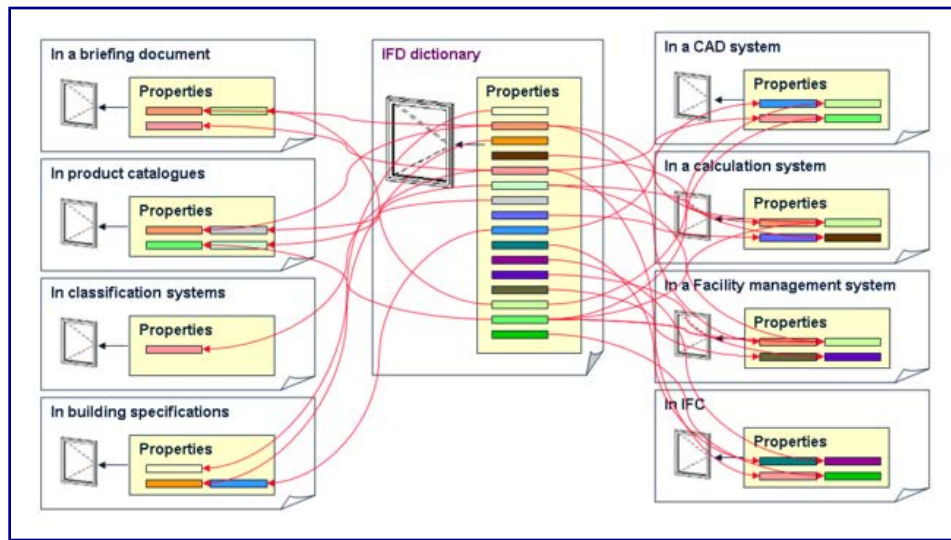 In a briefing document
Properties
In product catalogues
Properties
In classification systems
Properties
In building specifications
Properties
IFD dictionary
Properties
In a CAD system
Properties
In a calculation system
Properties
In a Facility management system
Properties
In IFC
Properties